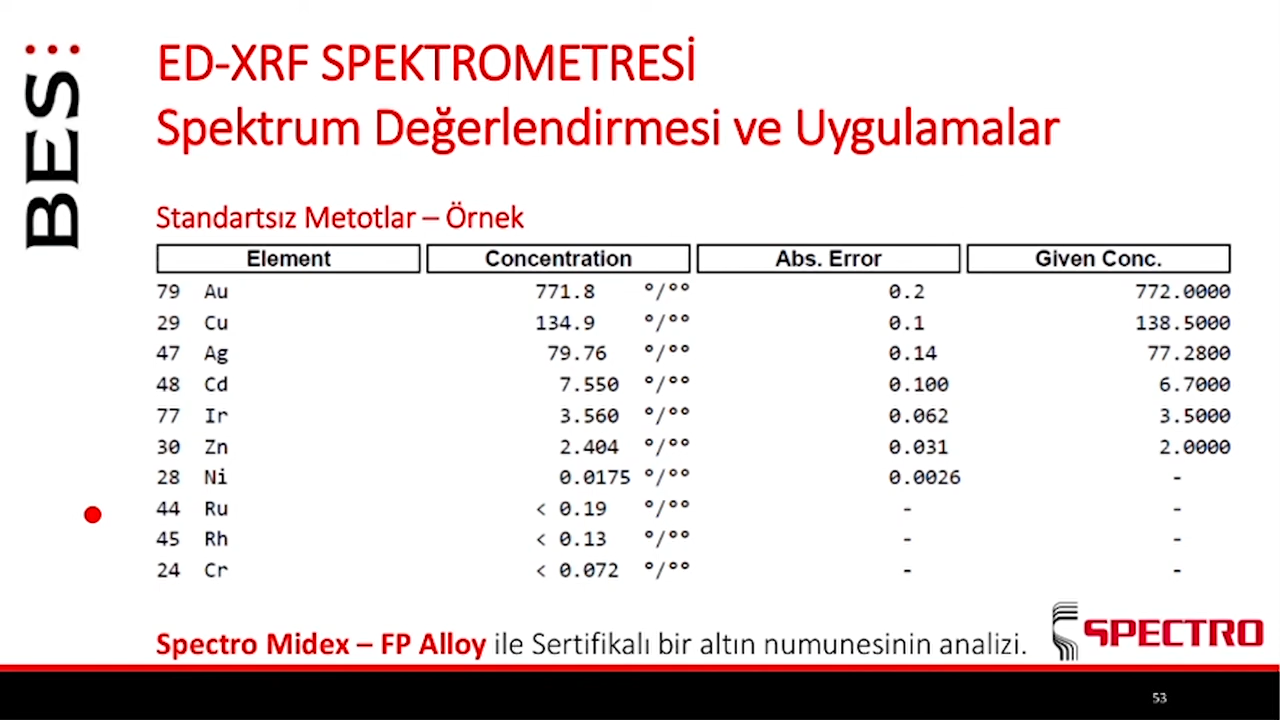 BES
ED-XRF SPEKTROMETRESİ
Spektrum Değerlendirmesi ve Uygulamalar
Standartsız Metotlar – Örnek
Element Concentration Abs. Error Given Conc.
79 Au 771.8 °/°° 0.2 772.0000
29 Cu 134.9 °/°° 0.1 138.5000
47 Ag 79.76 °/°° 0.14 77.2800
48 Cd 7.550 °/°° 0.100 6.7000
77 Ir 3.560 °/°° 0.062 3.5000
30 Zn 2.404 °/°° 0.031 2.0000
28 Ni 0.0175 °/°° 0.0026 -
44 Ru < 0.19 °/°° - -
45 Rh < 0.13 °/°° - -
24 Cr < 0.072 °/°° - -
Spectro Midex – FP Alloy ile Sertifikalı bir altın numunesinin analizi.
SPECTRO
53